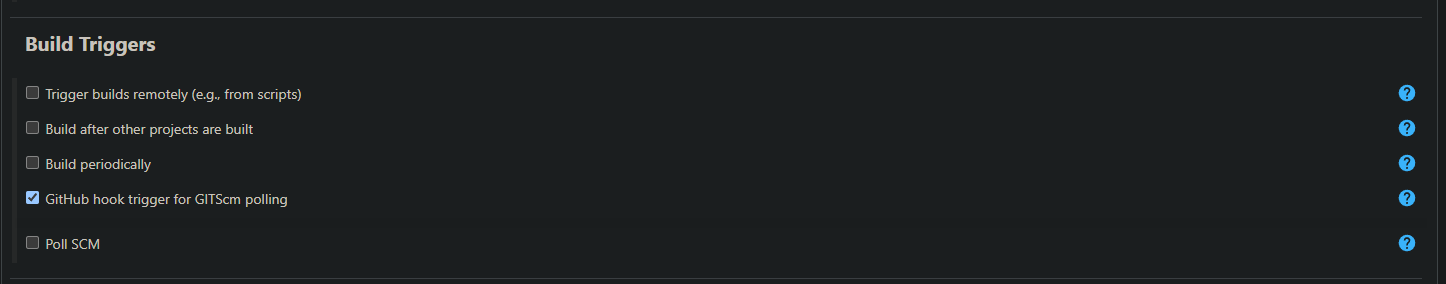 Build Triggers
Trigger builds remotely (e.g., from scripts)
?
Build after other projects are built
?
Build periodically
?
GitHub hook trigger for GITScm polling
?
Poll SCM
?